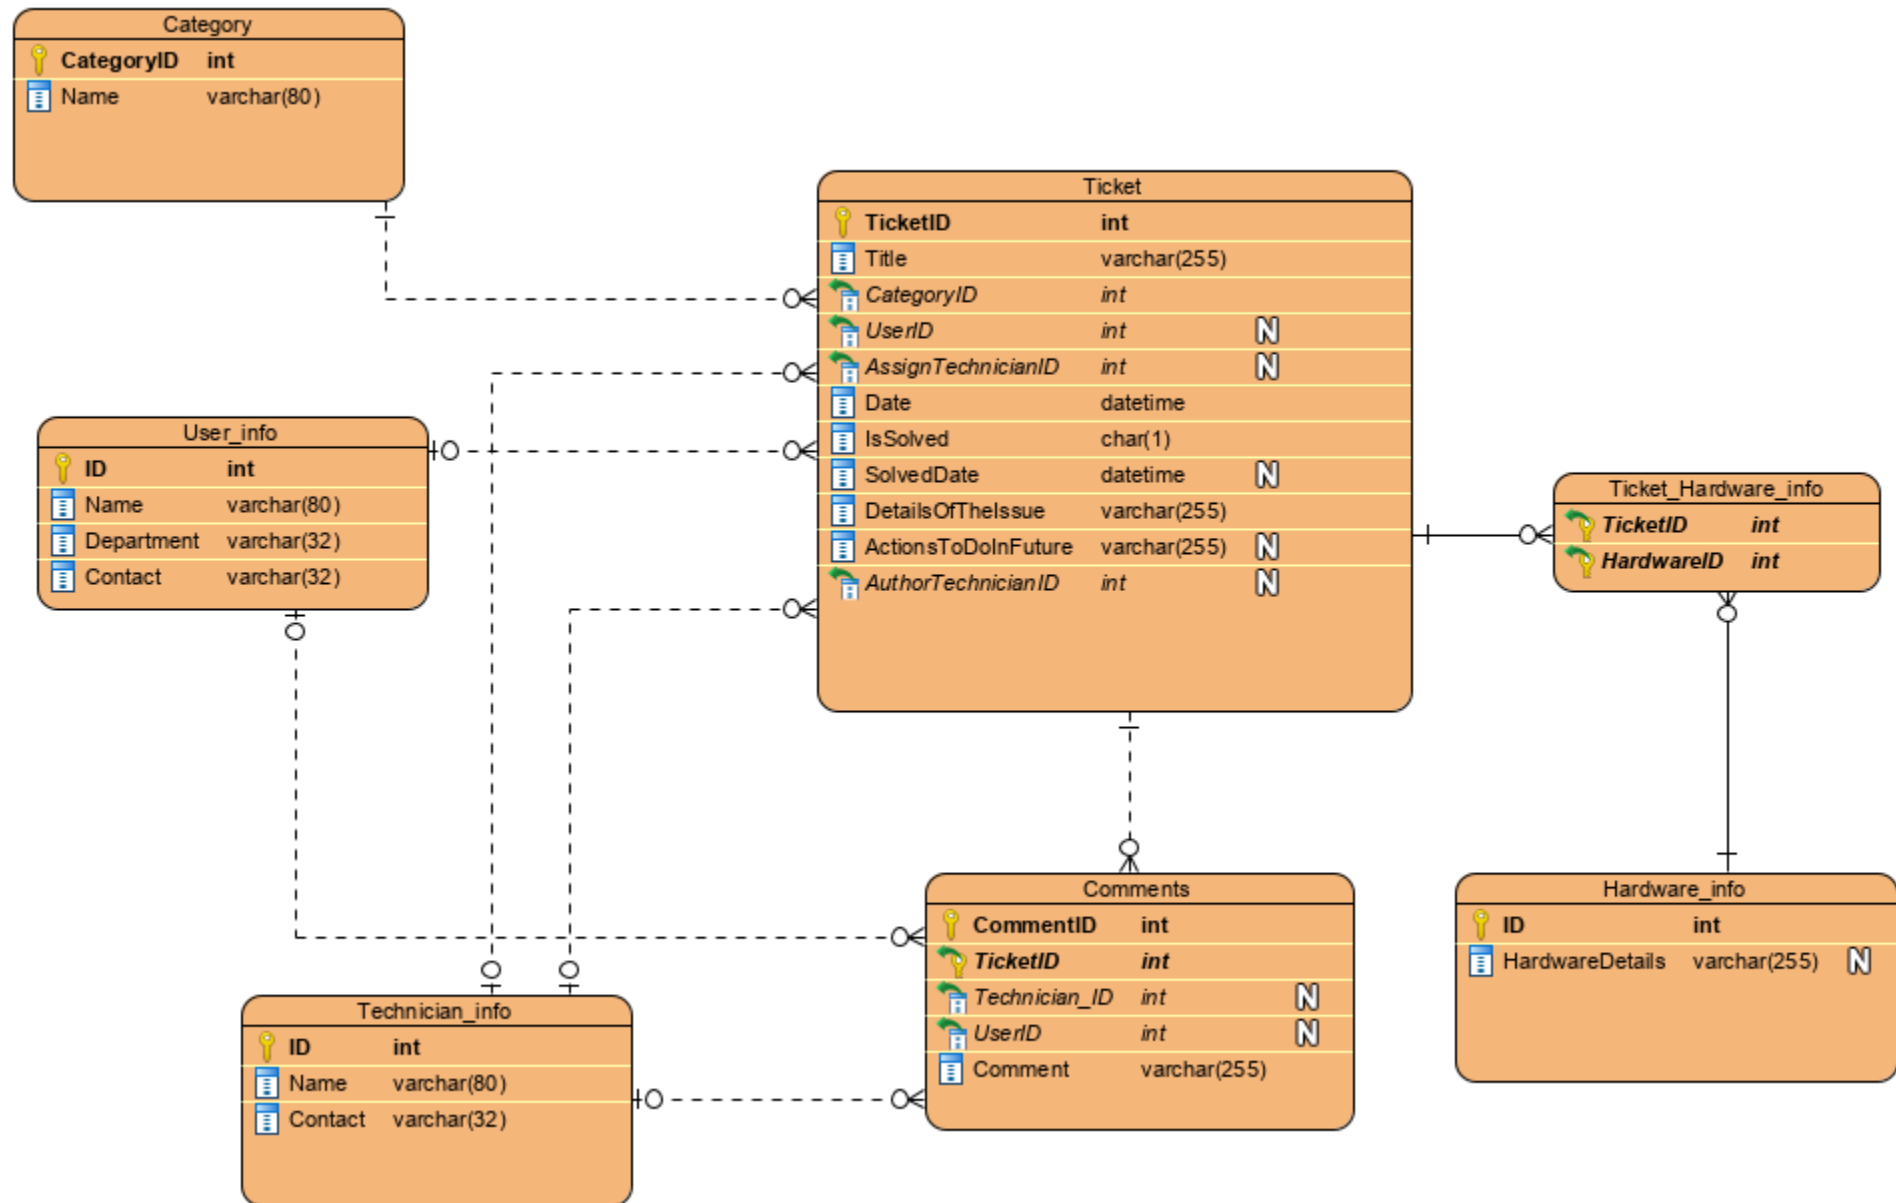 Category
CategoryID int
Name varchar(80)
Ticket
TicketID int
Title varchar(255)
CategoryID int
UserID int N
AssignTechnicianID int N
Date datetime
IsSolved char(1)
SolvedDate datetime N
DetailsOfTheIssue varchar(255)
ActionsToDoInFuture varchar(255) N
AuthorTechnicianID int N
User_info
ID int
Name varchar(80)
Department varchar(32)
Contact varchar(32)
Ticket_Hardware_info
TicketID int
HardwareID int
Comments
CommentID int
TicketID int
Technician_ID int N
UserID int N
Comment varchar(255)
Hardware_info
ID int
HardwareDetails varchar(255) N
Technician_info
ID int
Name varchar(80)
Contact varchar(32)